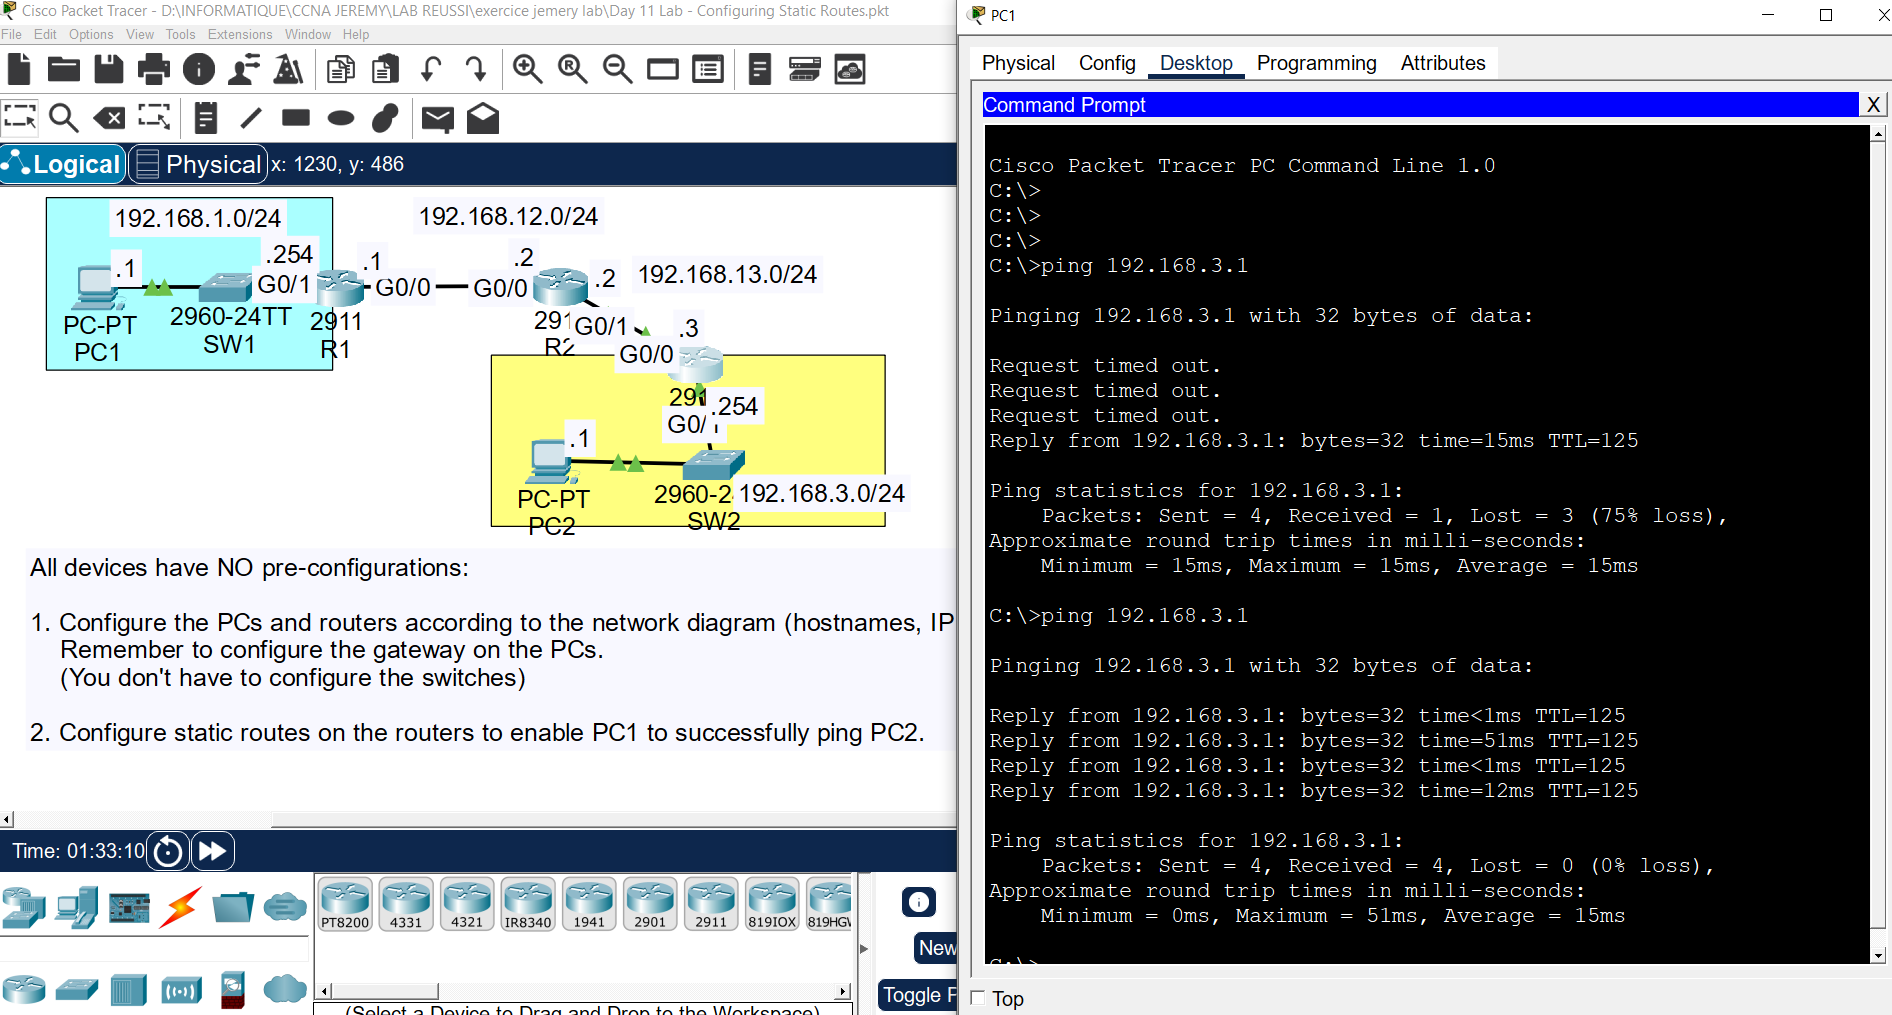 Cisco Packet Tracer - D:\INFORMATIQUE\CCNA JEREMY\LAB REUSSI\exercice jemery lab\Day 11 Lab - Configuring Static Routes.pkt
File Edit Options View Tools Extensions Window Help
Logical
Physical
x: 1230, y: 486
192.168.1.0/24
192.168.12.0/24
.1
.254
.1
.2
.2
192.168.13.0/24
G0/1
G0/0
G0/0
PC-PT
PC1
2960-24TT
SW1
2911
R1
291
R2
G0/1
.3
G0/0
291
.254
G0/1
.1
PC-PT
PC2
2960-2
SW2
192.168.3.0/24
All devices have NO pre-configurations:
1. Configure the PCs and routers according to the network diagram (hostnames, IP
Remember to configure the gateway on the PCs.
(You don't have to configure the switches)
2. Configure static routes on the routers to enable PC1 to successfully ping PC2.
Time: 01:33:10
PT8200
4331
4321
IR8340
1941
2901
2911
819IOX
819HGW
New
Toggle F
(Select a Device to Drag and Drop to the Workspace)
PC1
Physical Config Desktop Programming Attributes
Command Prompt
X
Cisco Packet Tracer PC Command Line 1.0
C:\>
C:\>
C:\>
C:\>ping 192.168.3.1
Pinging 192.168.3.1 with 32 bytes of data:
Request timed out.
Request timed out.
Request timed out.
Reply from 192.168.3.1: bytes=32 time=15ms TTL=125
Ping statistics for 192.168.3.1:
Packets: Sent = 4, Received = 1, Lost = 3 (75% loss),
Approximate round trip times in milli-seconds:
Minimum = 15ms, Maximum = 15ms, Average = 15ms
C:\>ping 192.168.3.1
Pinging 192.168.3.1 with 32 bytes of data:
Reply from 192.168.3.1: bytes=32 time<1ms TTL=125
Reply from 192.168.3.1: bytes=32 time=51ms TTL=125
Reply from 192.168.3.1: bytes=32 time<1ms TTL=125
Reply from 192.168.3.1: bytes=32 time=12ms TTL=125
Ping statistics for 192.168.3.1:
Packets: Sent = 4, Received = 4, Lost = 0 (0% loss),
Approximate round trip times in milli-seconds:
Minimum = 0ms, Maximum = 51ms, Average = 15ms
C:\>
Top